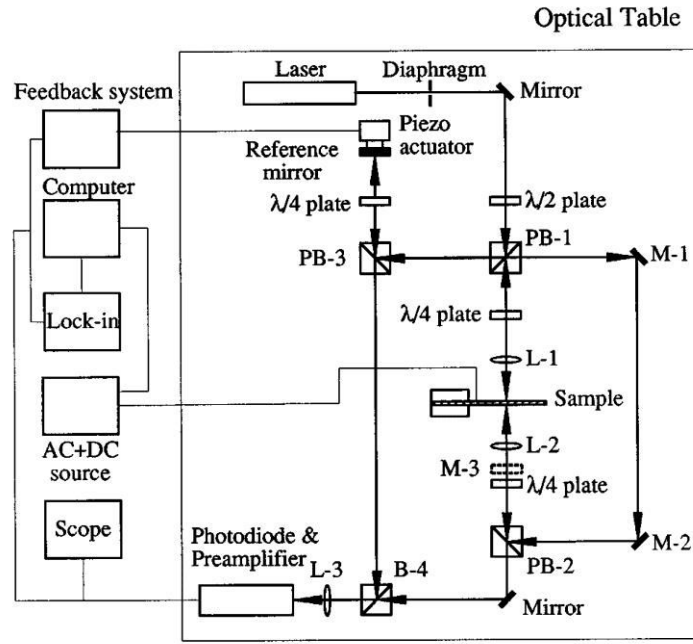 Optical Table
Laser
Diaphragm
Mirror
Feedback system
Piezo
actuator
Reference
mirror
Computer
λ/4 plate
λ/2 plate
PB-3
PB-1
M-1
λ/4 plate
Lock-in
L-1
Sample
AC+DC
source
L-2
M-3
λ/4 plate
Scope
Photodiode &
Preamplifier
L-3
B-4
PB-2
M-2
Mirror